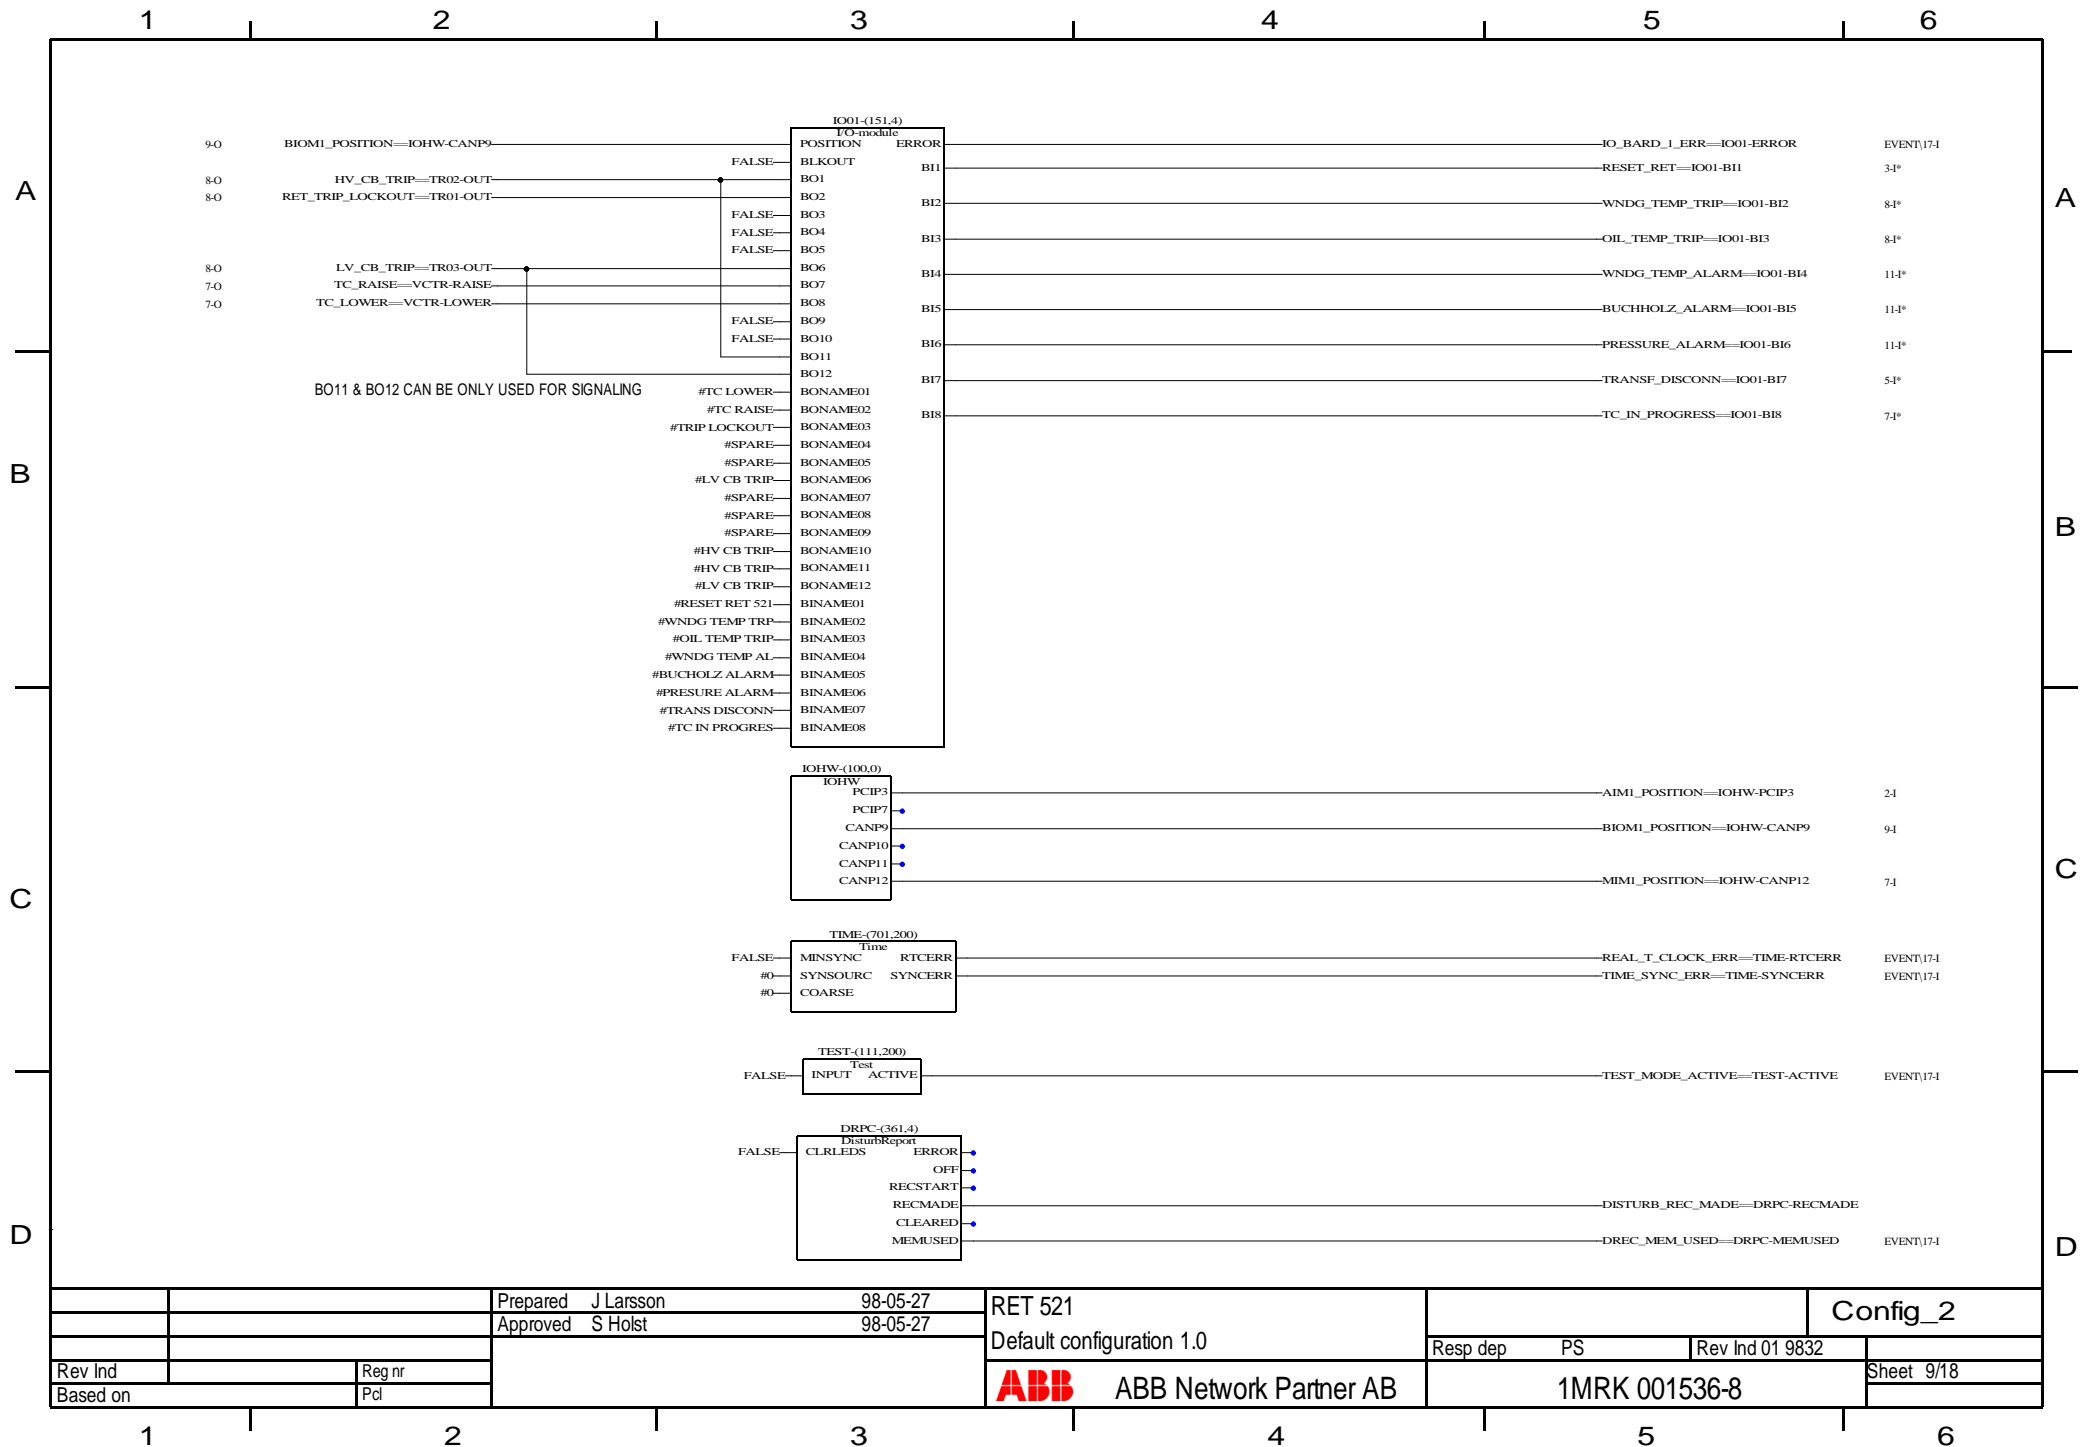 1 2 3 4 5 6
IO01-(151,4)
I/O-module
9-O BIOM1_POSITION==IOHW-CANP9 POSITION ERROR IO_BARD_1_ERR==IO01-ERROR EVENT\17-I
FALSE BLKOUT
BI1 RESET_RET==IO01-BI1 3-I*
8-O HV_CB_TRIP==TR02-OUT BO1
A A
8-O RET_TRIP_LOCKOUT==TR01-OUT BO2
BI2 WNDG_TEMP_TRIP==IO01-BI2 8-I*
FALSE BO3
FALSE BO4
BI3 OIL_TEMP_TRIP==IO01-BI3 8-I*
FALSE BO5
8-O LV_CB_TRIP==TR03-OUT BO6
BI4 WNDG_TEMP_ALARM==IO01-BI4 11-I*
7-O TC_RAISE==VCTR-RAISE BO7
7-O TC_LOWER==VCTR-LOWER BO8
BI5 BUCHHOLZ_ALARM==IO01-BI5 11-I*
FALSE BO9
FALSE BO10
BI6 PRESSURE_ALARM==IO01-BI6 11-I*
BO11
BO12
BI7 TRANSF_DISCONN==IO01-BI7 5-I*
BO11 & BO12 CAN BE ONLY USED FOR SIGNALING
#TC LOWER BONAME01
#TC RAISE BONAME02
BI8 TC_IN_PROGRESS==IO01-BI8 7-I*
#TRIP LOCKOUT BONAME03
#SPARE BONAME04
#SPARE BONAME05
B
#LV CB TRIP BONAME06
#SPARE BONAME07
#SPARE BONAME08
B
#SPARE BONAME09
#HV CB TRIP BONAME10
#HV CB TRIP BONAME11
#LV CB TRIP BONAME12
#RESET RET 521 BINAME01
#WNDG TEMP TRP BINAME02
#OIL TEMP TRIP BINAME03
#WNDG TEMP AL BINAME04
#BUCHOLZ ALARM BINAME05
#PRESURE ALARM BINAME06
#TRANS DISCONN BINAME07
#TC IN PROGRES BINAME08
IOHW-(100,0)
IOHW
PCIP3 AIM1_POSITION==IOHW-PCIP3 2-I
PCIP7
CANP9 BIOM1_POSITION==IOHW-CANP9 9-I
CANP10
CANP11
C
CANP12 MIM1_POSITION==IOHW-CANP12 7-I
C
TIME-(701,200)
Time
FALSE MINSYNC RTCERR REAL_T_CLOCK_ERR==TIME-RTCERR EVENT\17-I
#0 SYNSOURC SYNCERR TIME_SYNC_ERR==TIME-SYNCERR EVENT\17-I
#0 COARSE
TEST-(111,200)
Test
FALSE INPUT ACTIVE TEST_MODE_ACTIVE==TEST-ACTIVE EVENT\17-I
DRPC-(361,4)
DisturbReport
FALSE CLRLEDS ERROR
OFF
RECSTART
RECMADE DISTURB_REC_MADE==DRPC-RECMADE
CLEARED
D D
MEMUSED DREC_MEM_USED==DRPC-MEMUSED EVENT\17-I
Prepared J Larsson 98-05-27
Approved S Holst 98-05-27
RET 521
Default configuration 1.0
Config_2
Resp dep PS Rev Ind 01 9832
Rev Ind Reg nr
Based on Pcl
ABB ABB Network Partner AB
1MRK 001536-8
Sheet 9/18
1 2 3 4 5 6